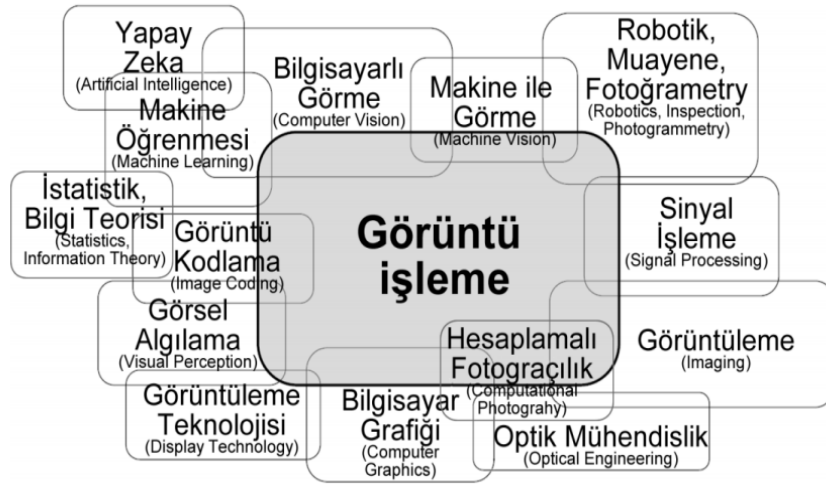 Yapay
Zeka
(Artificial Intelligence)
Bilgisayarlı
Görme
(Computer Vision)
Makine ile
Görme
(Machine Vision)
Robotik,
Muayene,
Fotoğrametry
(Robotics, Inspection,
Photogrammetry)
Makine
Öğrenmesi
(Machine Learning)
İstatistik,
Bilgi Teorisi
(Statistics,
Information Theory)
Görüntü
Kodlama
(Image Coding)
Görüntü
işleme
Sinyal
İşleme
(Signal Processing)
Görsel
Algılama
(Visual Perception)
Hesaplamalı
Fotograçılık
(Computational
Photograhy)
Görüntüleme
(Imaging)
Görüntüleme
Teknolojisi
(Display Technology)
Bilgisayar
Grafiği
(Computer
Graphics)
Optik Mühendislik
(Optical Engineering)